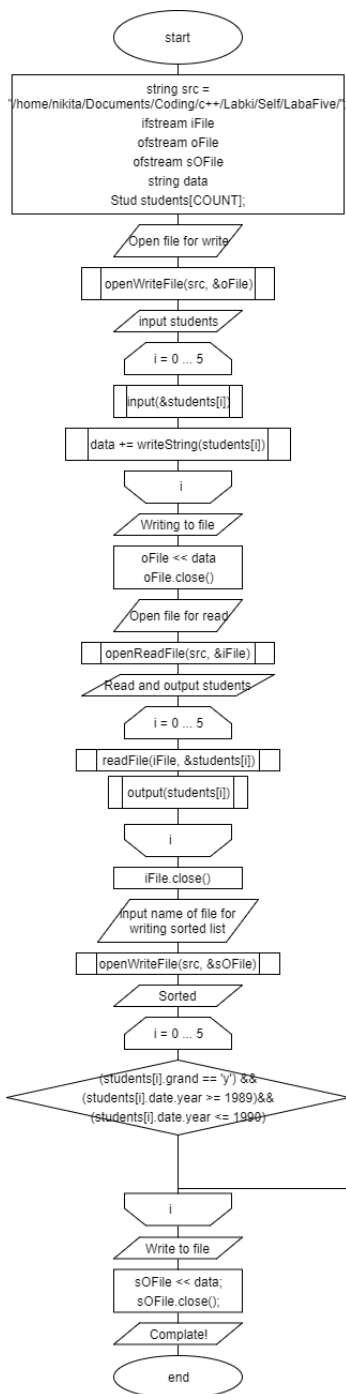 start
string src =
"/home/nikita/Documents/Coding/c++/Labki/Self/LabaFive/";
ifstream iFile
ofstream oFile
ofstream sOFile
string data
Stud students[COUNT];
Open file for write
openWriteFile(src, &oFile)
input students
i = 0 ... 5
input(&students[i])
data += writeString(students[i])
i
Writing to file
oFile << data
oFile.close()
Open file for read
openReadFile(src, &iFile)
Read and output students
i = 0 ... 5
readFile(iFile, &students[i])
output(students[i])
i
iFile.close()
Input name of file for
writing sorted list
openWriteFile(src, &sOFile)
Sorted
i = 0 ... 5
(students[i].grand == 'y') &&
(students[i].date.year >= 1989)&&
(students[i].date.year <= 1990)
i
Write to file
sOFile << data;
sOFile.close();
Complate!
end